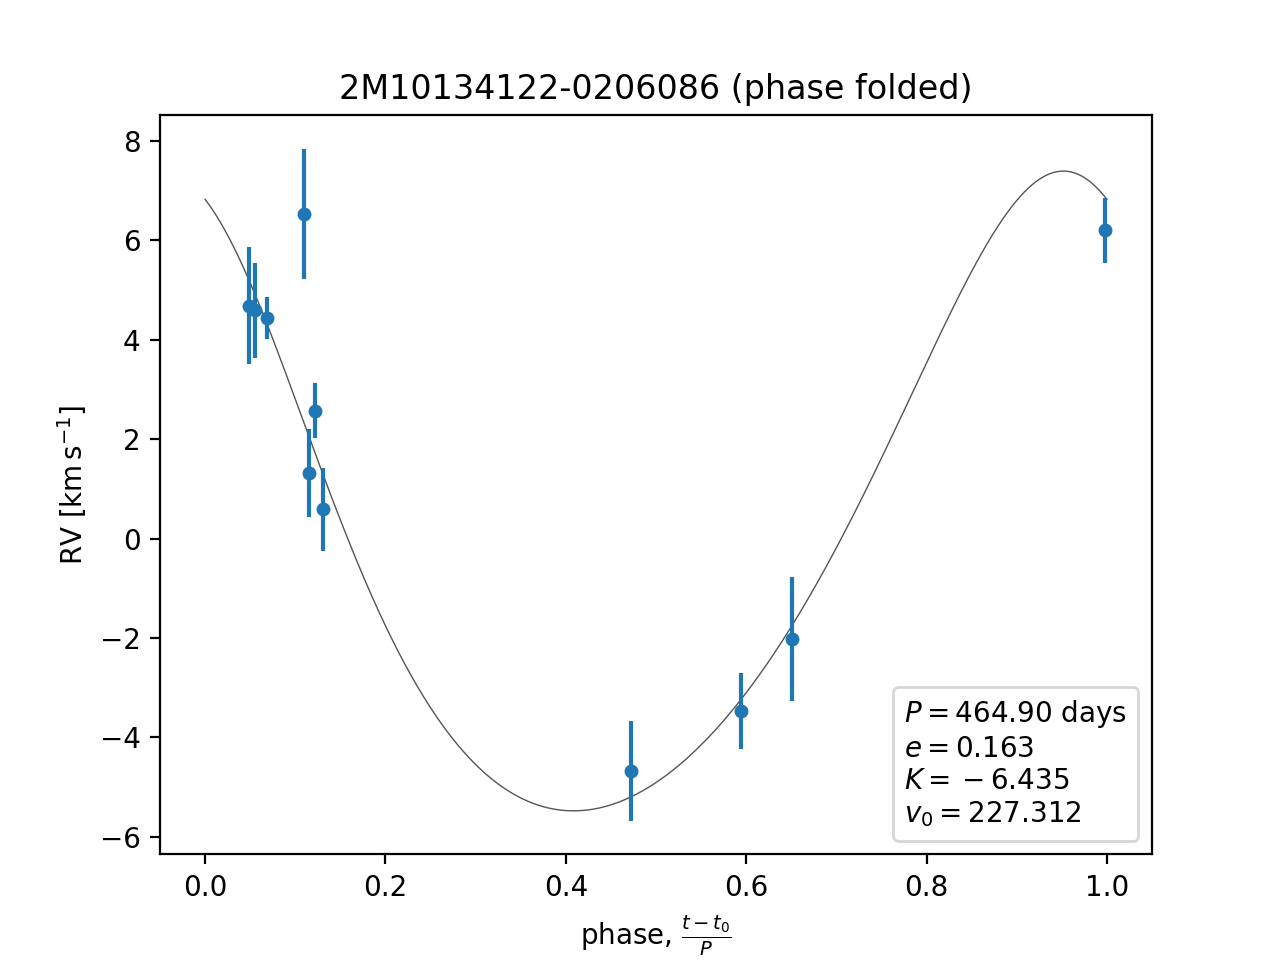 2M10134122-0206086 (phase folded)
8
6
4
2
0
−2
−4
−6
RV [km s⁻¹]
P = 464.90 days
e = 0.163
K = −6.435
v₀ = 227.312
0.0 0.2 0.4 0.6 0.8 1.0
phase, (t − t₀)/P